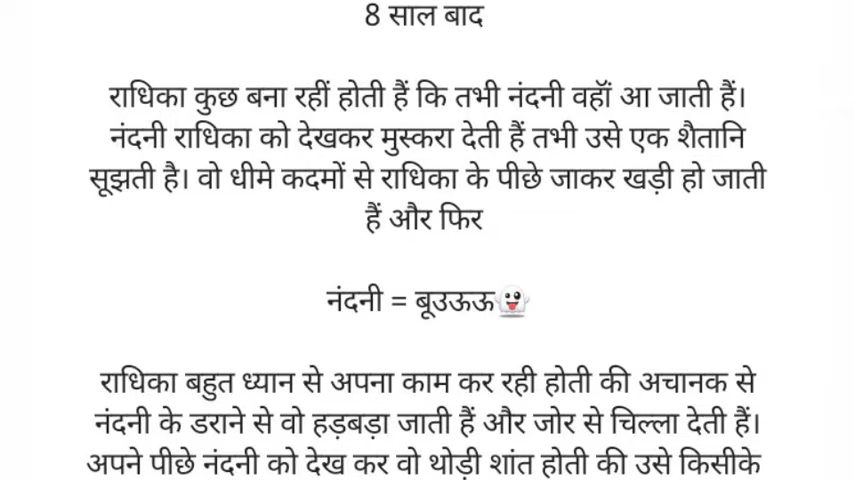 8 साल बाद
राधिका कुछ बना रहीं होती हैं कि तभी नंदनी वहाॅं आ जाती हैं।
नंदनी राधिका को देखकर मुस्करा देती हैं तभी उसे एक शैतानि
सूझती है। वो धीमे कदमों से राधिका के पीछे जाकर खड़ी हो जाती
हैं और फिर
नंदनी = बूउऊऊ👻
राधिका बहुत ध्यान से अपना काम कर रही होती की अचानक से
नंदनी के डराने से वो हड़बड़ा जाती हैं और जोर से चिल्ला देती हैं।
अपने पीछे नंदनी को देख कर वो थोड़ी शांत होती की उसे किसीके